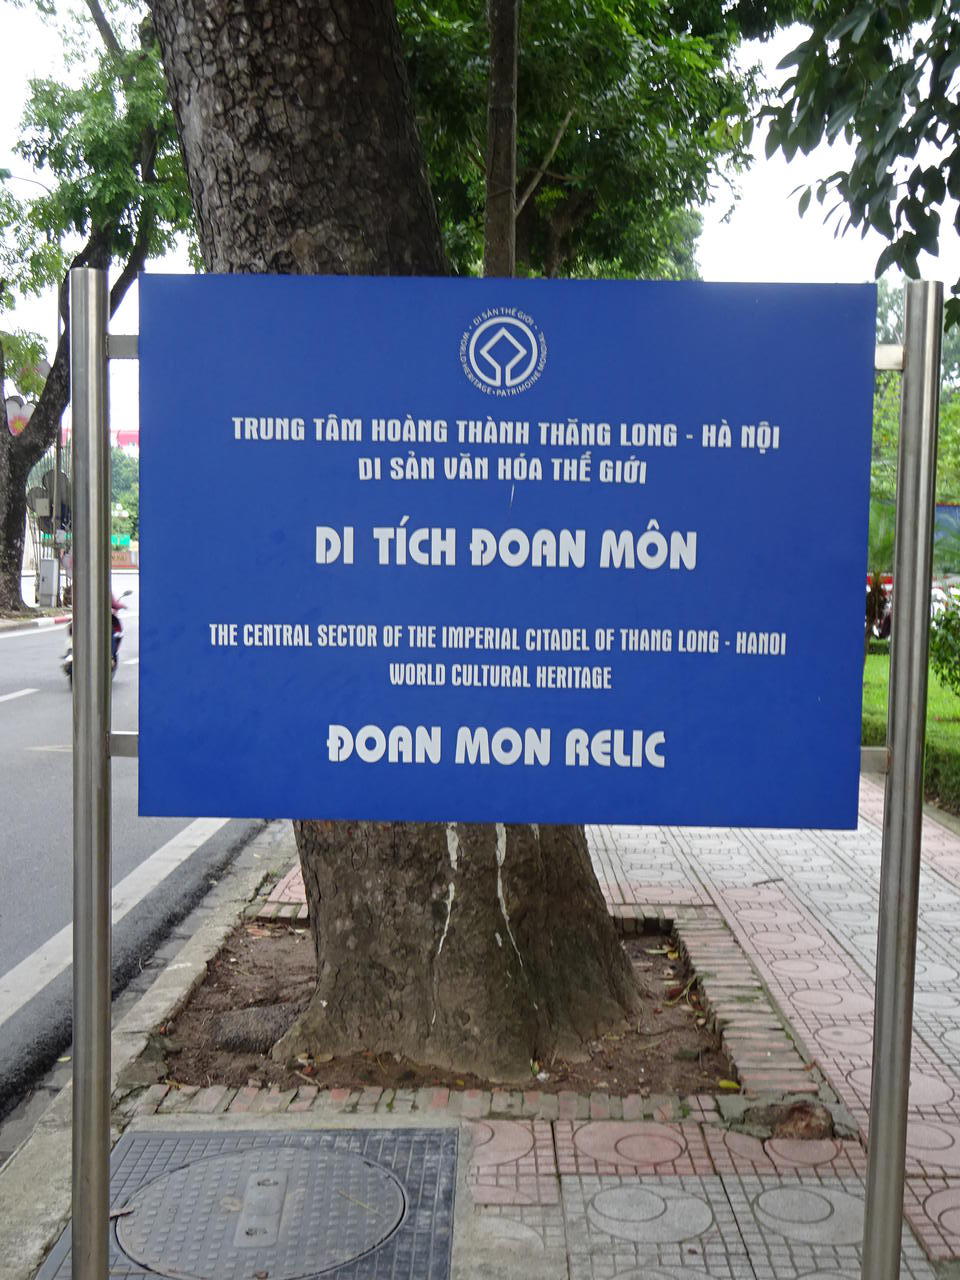 DI SẢN THẾ GIỚI • WORLD HERITAGE • PATRIMOINE MONDIAL •
TRUNG TÂM HOÀNG THÀNH THĂNG LONG - HÀ NỘI
DI SẢN VĂN HÓA THẾ GIỚI
DI TÍCH ĐOAN MÔN
THE CENTRAL SECTOR OF THE IMPERIAL CITADEL OF THANG LONG - HANOI
WORLD CULTURAL HERITAGE
ĐOAN MON RELIC